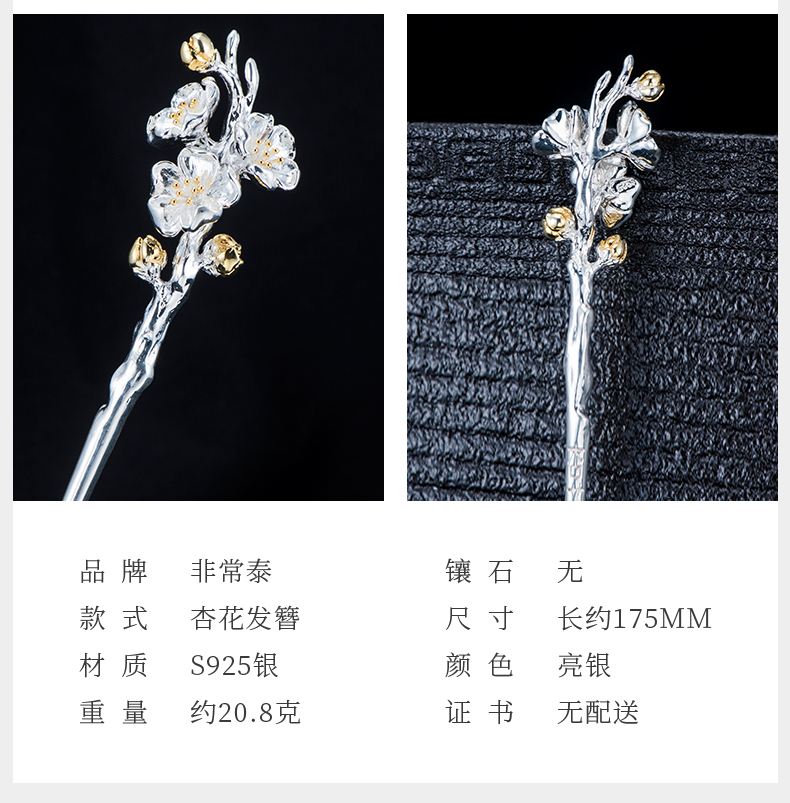 品牌 非常泰 镶石 无
款式 杏花发簪 尺寸 长约175MM
材质 S925银 颜色 亮银
重量 约20.8克 证书 无配送